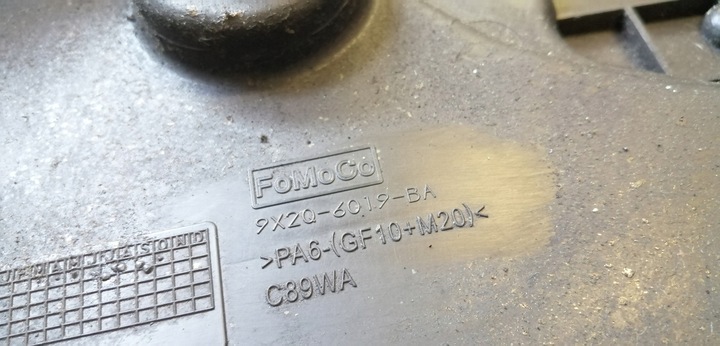 FoMoCo
9X2Q-6019-BA
>PA6-(GF10+M20)<
C89WA
J F M A M J J A S O N D